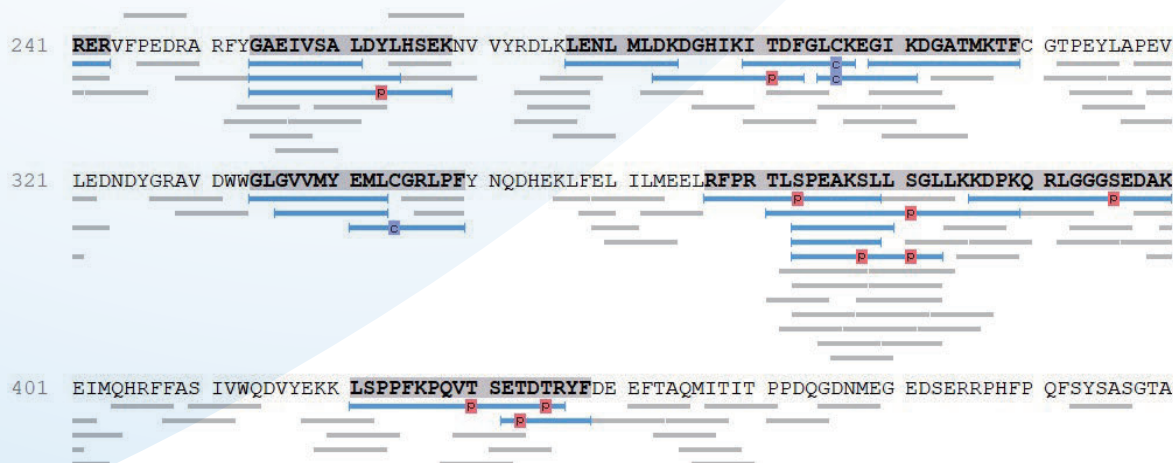 241 RERVFPEDRA RFYGAEIVSA LDYLHSEKNV VYRDLKLENL MLDKDGHIKI TDFGLCKEGI KDGATMKTFC GTPEYLAPEV
c
p c
p
321 LEDNDYGRAV DWWGLGVVMY EMLCGRLPFY NQDHEKLFEL ILMEELRFPR TLSPEAKSLL SGLLKKDPKQ RLGGGSEDAK
p p
p
c
p p
401 EIMQHRFFAS IVWQDVYEKK LSPPFKPQVT SETDTRYFDE EFTAQMITIT PPDQGDNMEG EDSERRPHFP QFSYSASGTA
p p
p